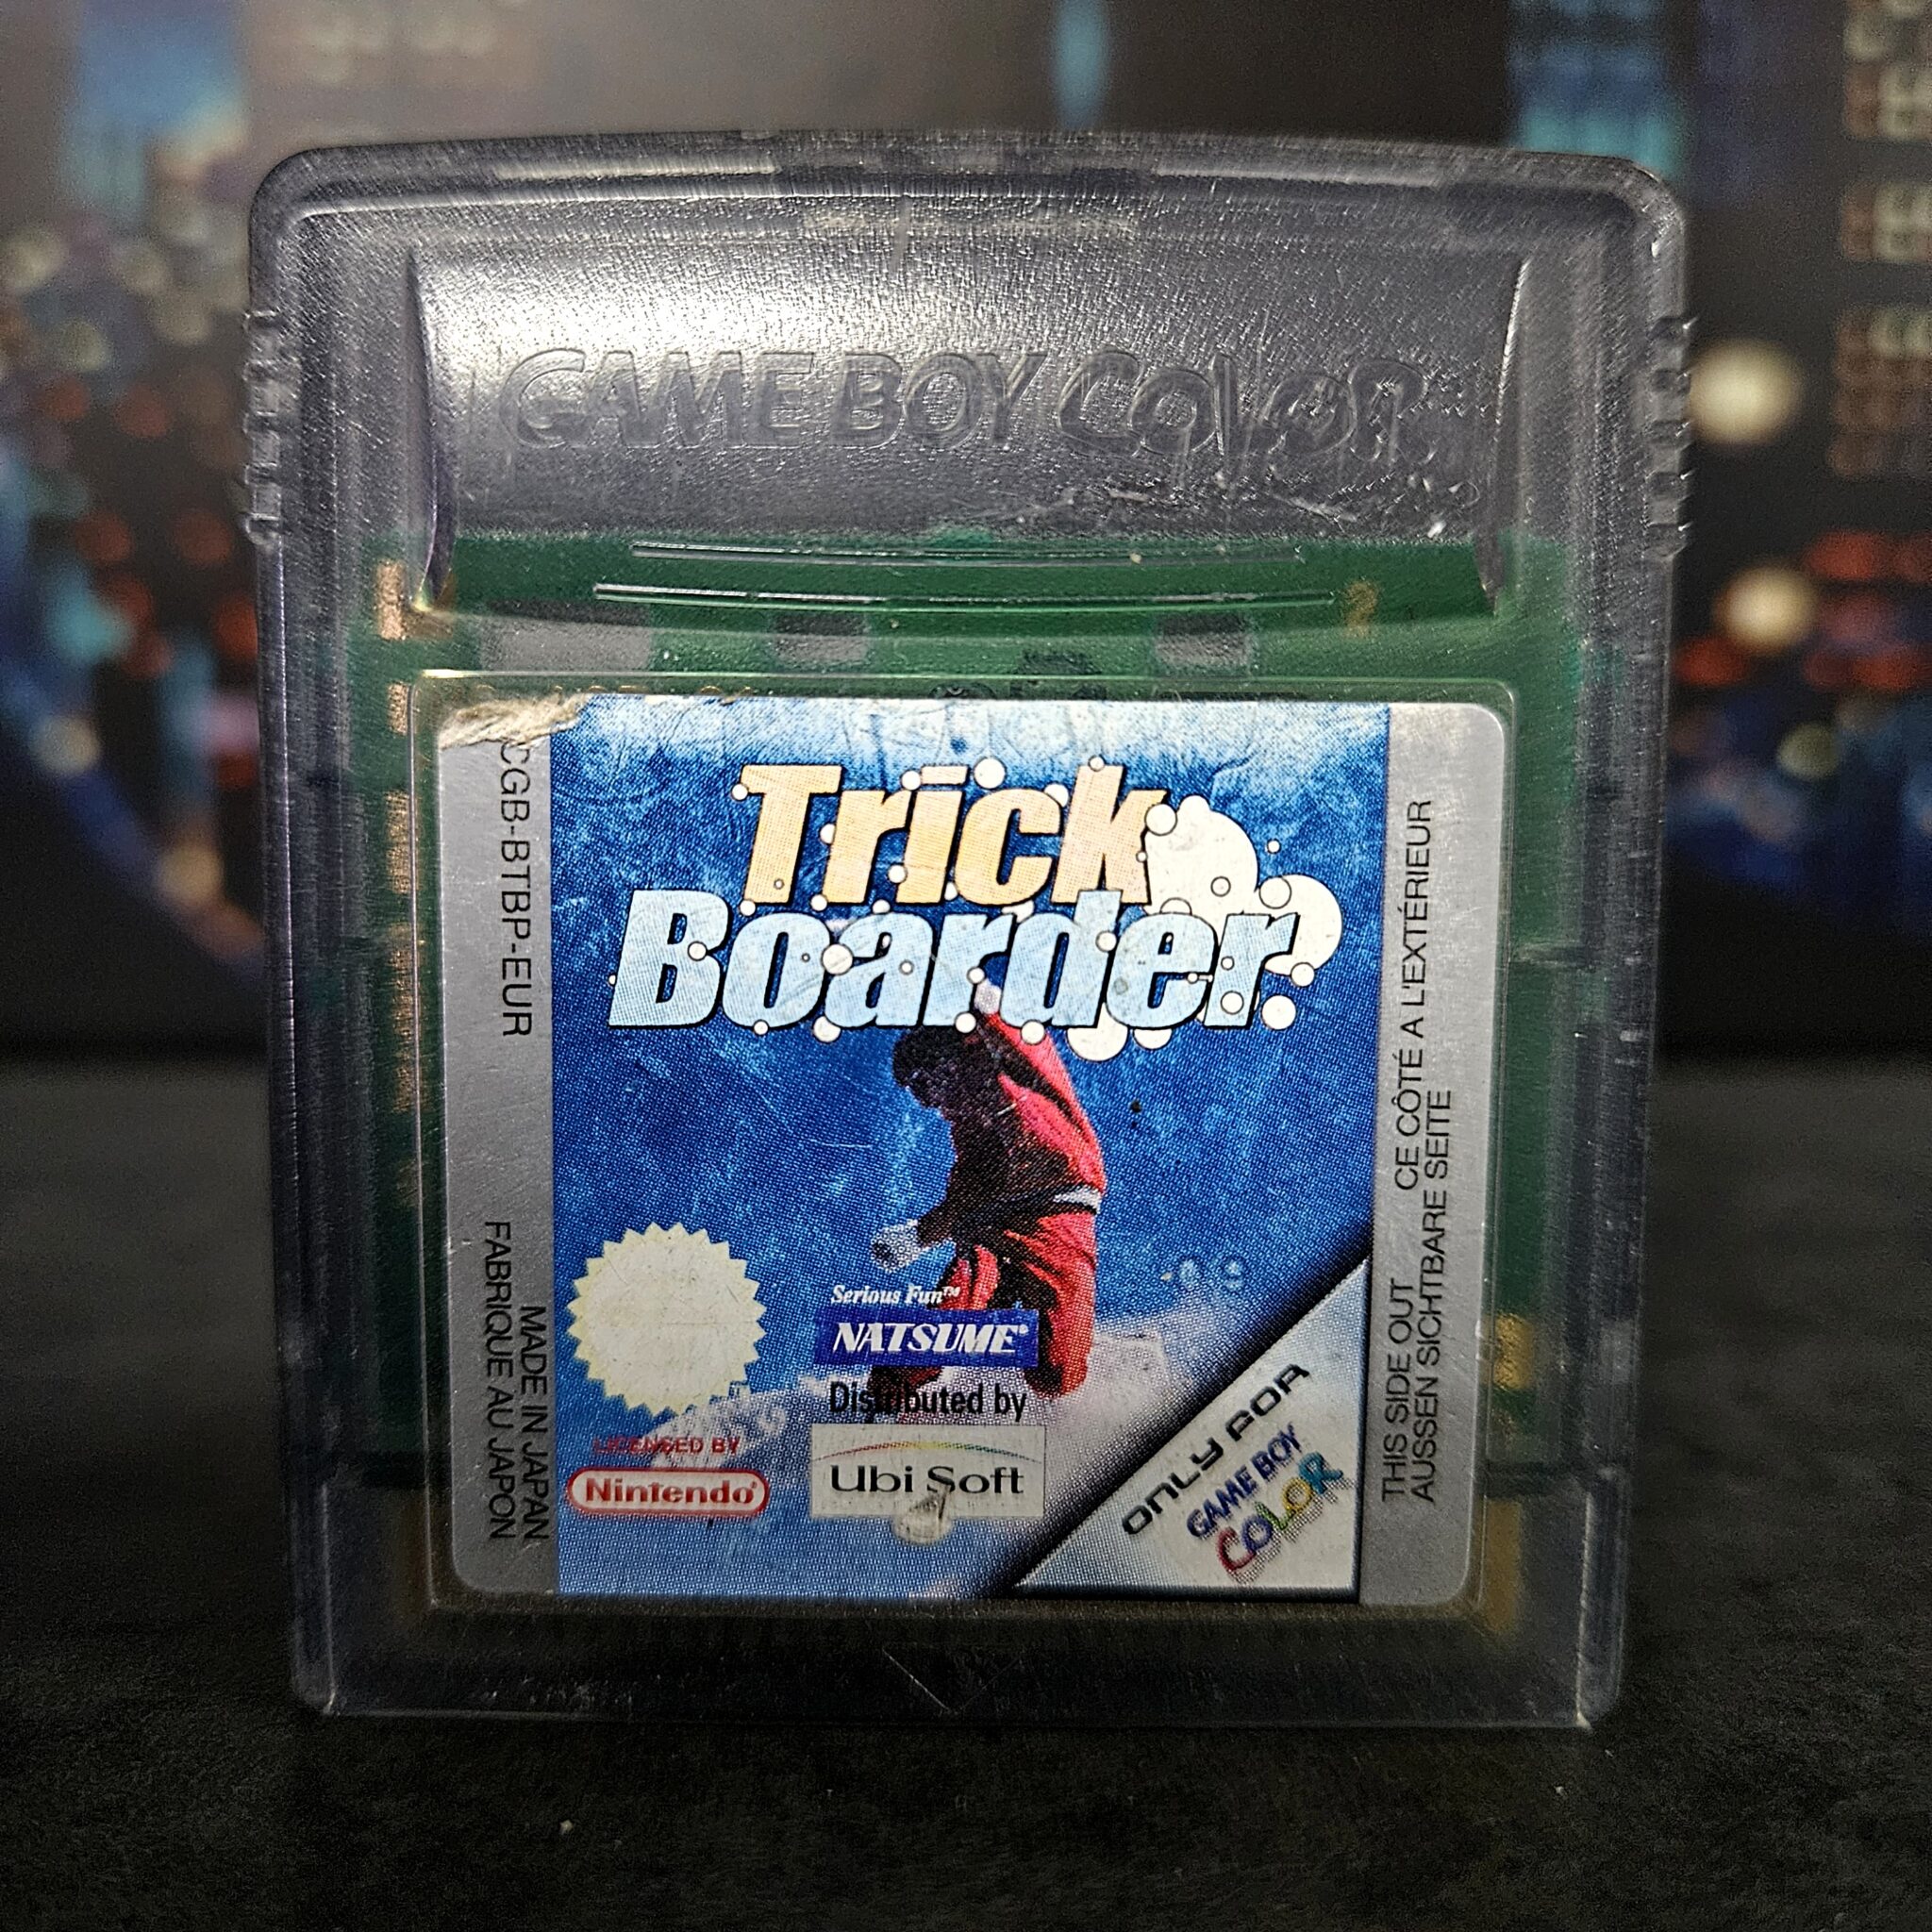 GAME BOY COLOR
CGB-BTBP-EUR
MADE IN JAPAN
FABRIQUE AU JAPON
Trick
Boarder
Serious Fun™
NATSUME®
Distributed by
Ubi Soft
LICENSED BY
Nintendo®
ONLY FOR
GAME BOY
COLOR
CE CÔTÉ A L'EXTÉRIEUR
THIS SIDE OUT
AUSSEN SICHTBARE SEITE